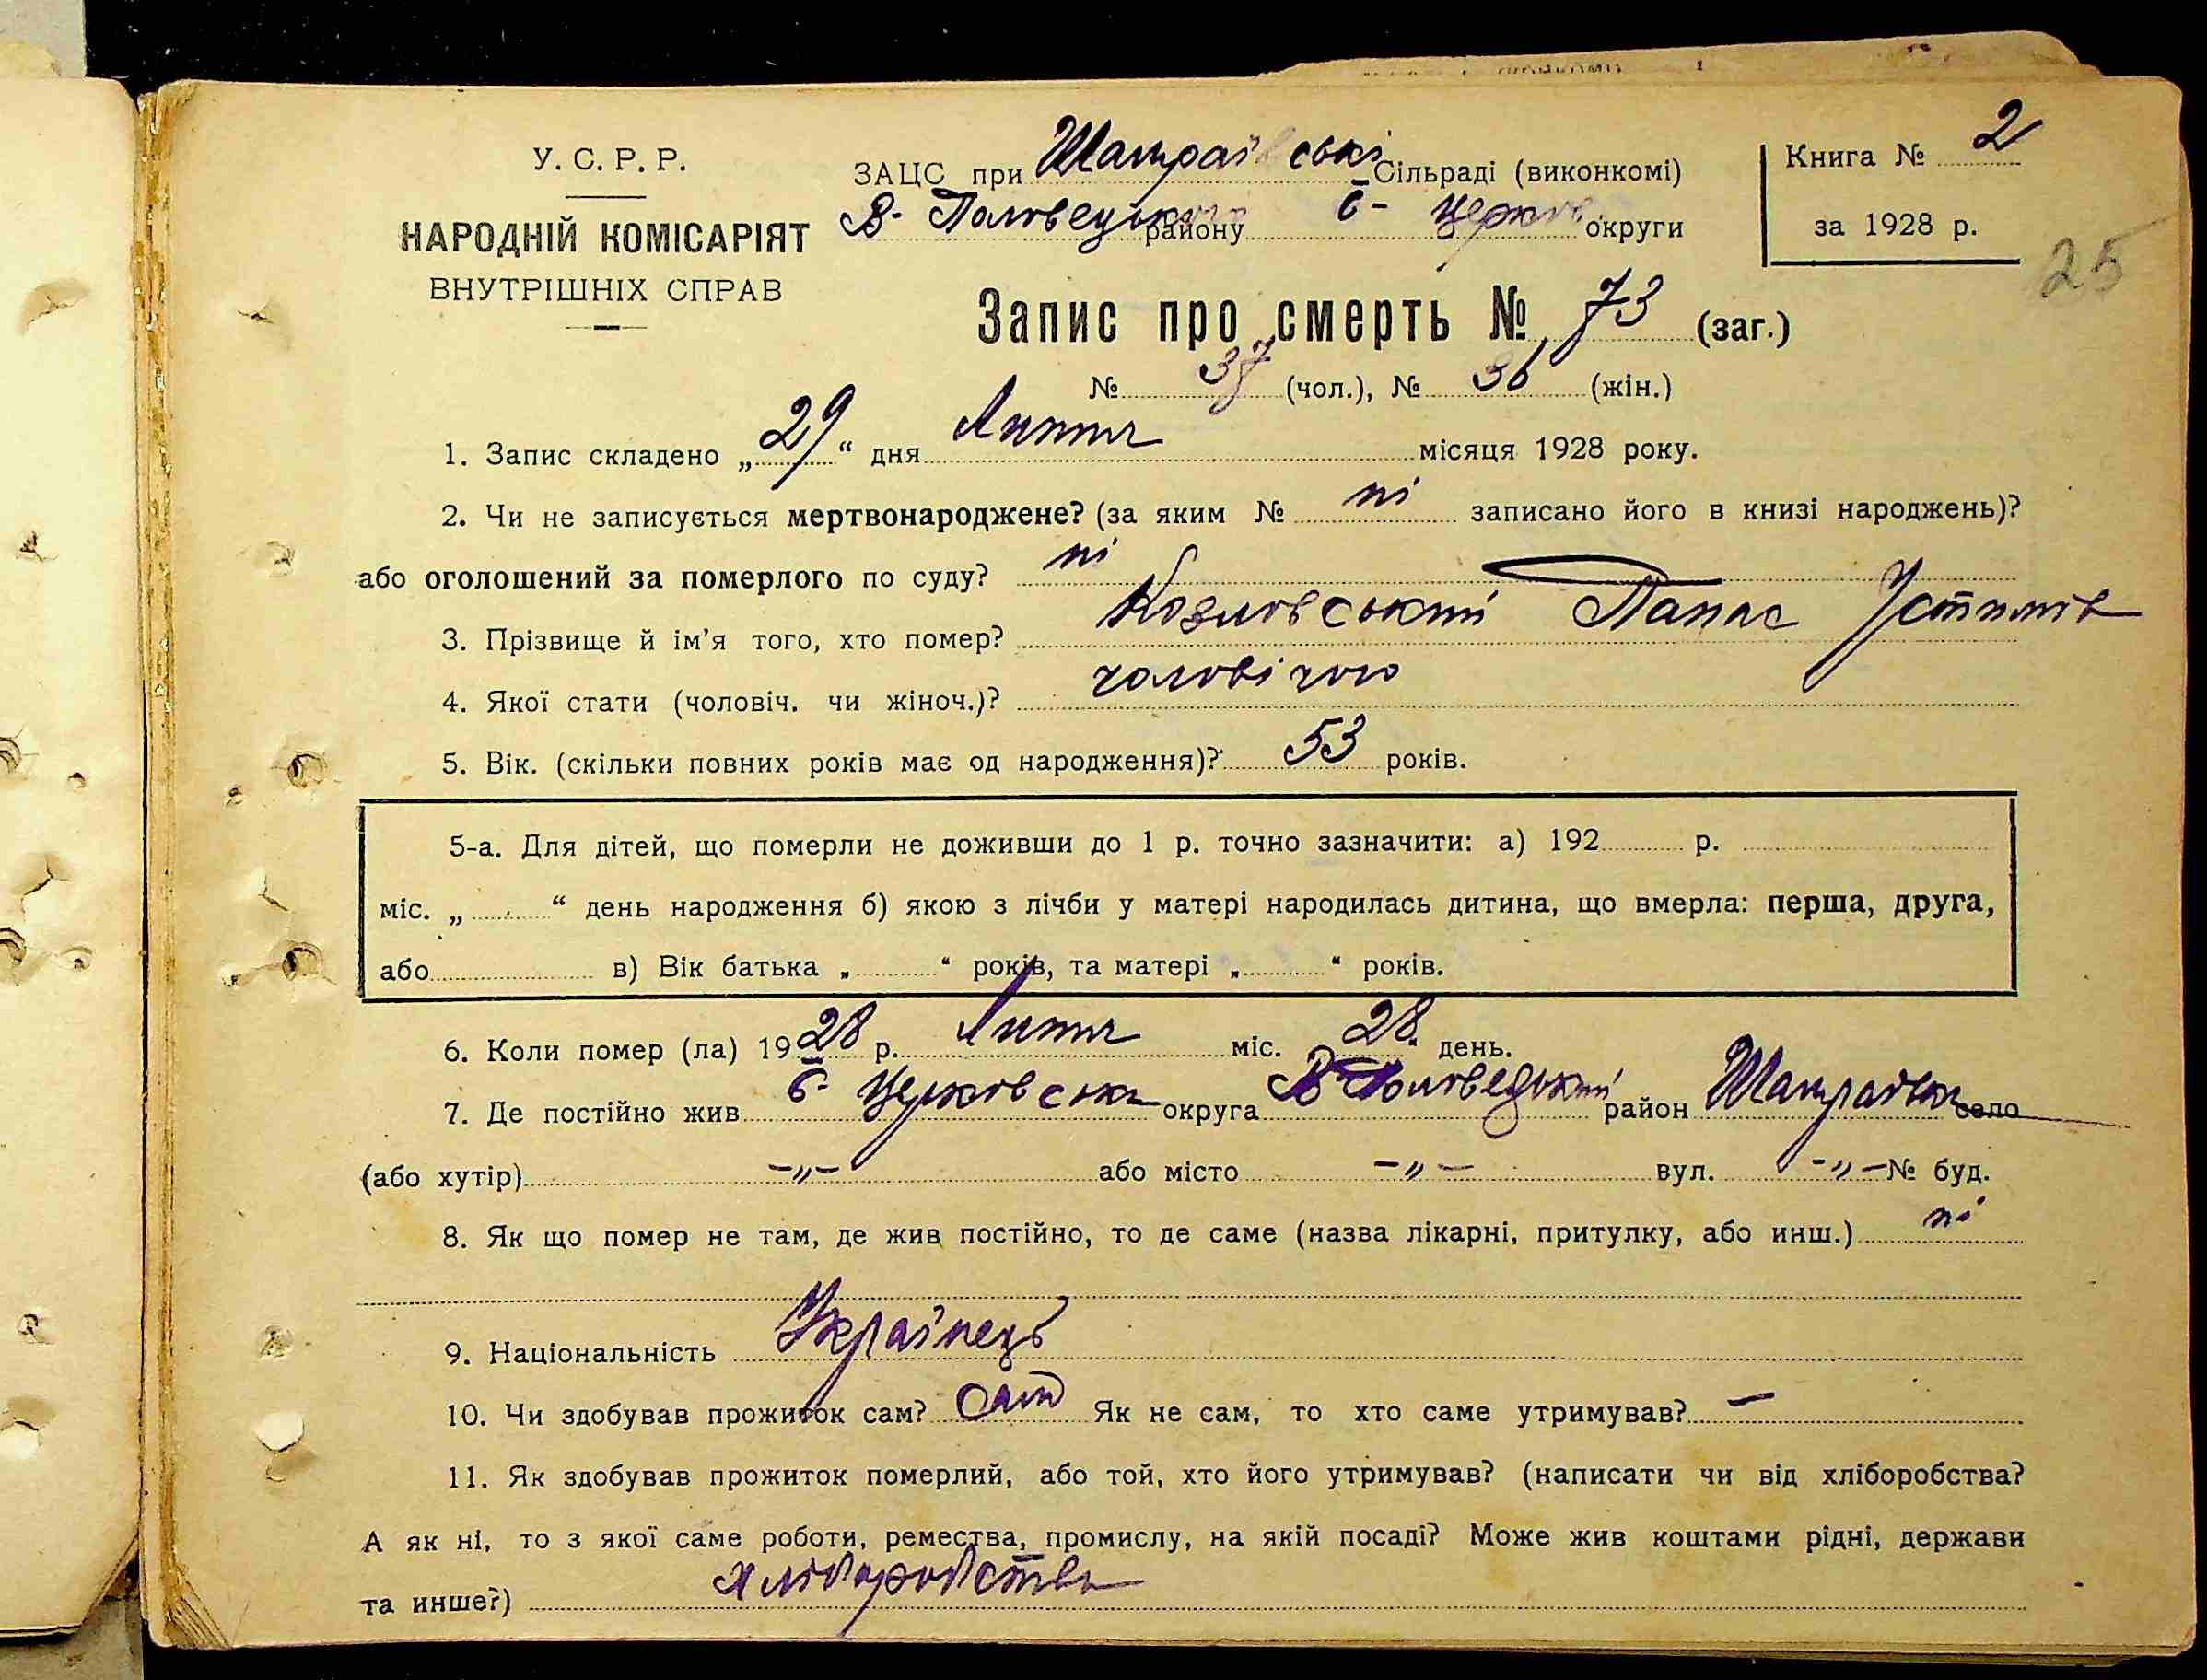 У. С. Р. Р.
НАРОДНІЙ КОМІСАРІЯТ
ВНУТРІШНІХ СПРАВ
ЗАЦС при Шамраївські Сільраді (виконкомі)
В- Половецького району Б- Церків. округи
Книга № 2
за 1928 р.
25
Запис про смерть № 73 (заг.)
№ 37 (чол.), № 36 (жін.)
1. Запис складено „ 29 “ дня Липня місяця 1928 року.
2. Чи не записується мертвонароджене? (за яким № ні записано його в книзі народжень)?
або оголошений за померлого по суду? ні
3. Прізвище й ім’я того, хто помер? Козловський Панас Устимів
4. Якої стати (чоловіч. чи жіноч.)? чоловічого
5. Вік. (скільки повних років має од народження)? 53 років.
5-а. Для дітей, що померли не доживши до 1 р. точно зазначити: а) 192 р.
міс. „ “ день народження б) якою з лічби у матері народилась дитина, що вмерла: перша, друга,
або в) Вік батька „ “ років, та матері „ “ років.
6. Коли помер (ла) 1928 р. Липня міс. 28 день.
7. Де постійно жив Б- Церковська округа В-Половецький район Шамраївка село
(або хутір) -„- або місто -„- вул. -„- № буд.
8. Як що помер не там, де жив постійно, то де саме (назва лікарні, притулку, або инш.) ні
9. Національність Українець
10. Чи здобував прожиток сам? Сам Як не сам, то хто саме утримував? —
11. Як здобував прожиток померлий, або той, хто його утримував? (написати чи від хліборобства?
А як ні, то з якої саме роботи, ремества, промислу, на якій посаді? Може жив коштами рідні, держави
та инше?) хліборобства